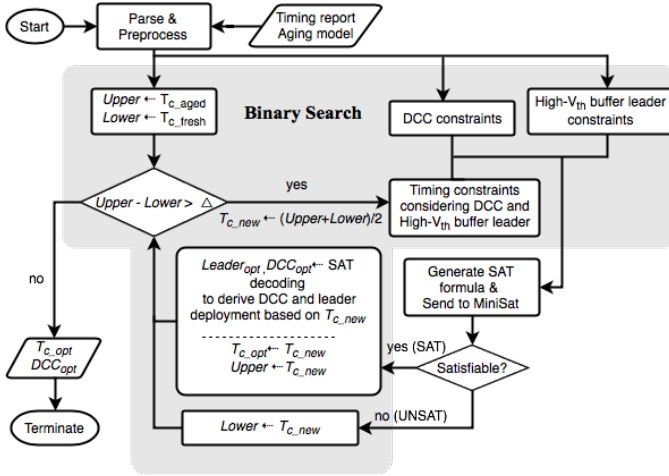 Start
Parse &
Preprocess
Timing report
Aging model
Upper ← T_c_aged
Lower ← T_c_fresh
Binary Search
DCC constraints
High-V_th buffer leader
constraints
Upper - Lower > △
yes
T_c_new ← (Upper+Lower)/2
Timing constraints
considering DCC and
High-V_th buffer leader
no
Leader_opt, DCC_opt ← SAT
decoding
to derive DCC and leader
deployment based on T_c_new
T_c_opt ← T_c_new
Upper ← T_c_new
Generate SAT
formula &
Send to MiniSat
yes (SAT)
Satisfiable?
T_c_opt
DCC_opt
no (UNSAT)
Lower ← T_c_new
Terminate